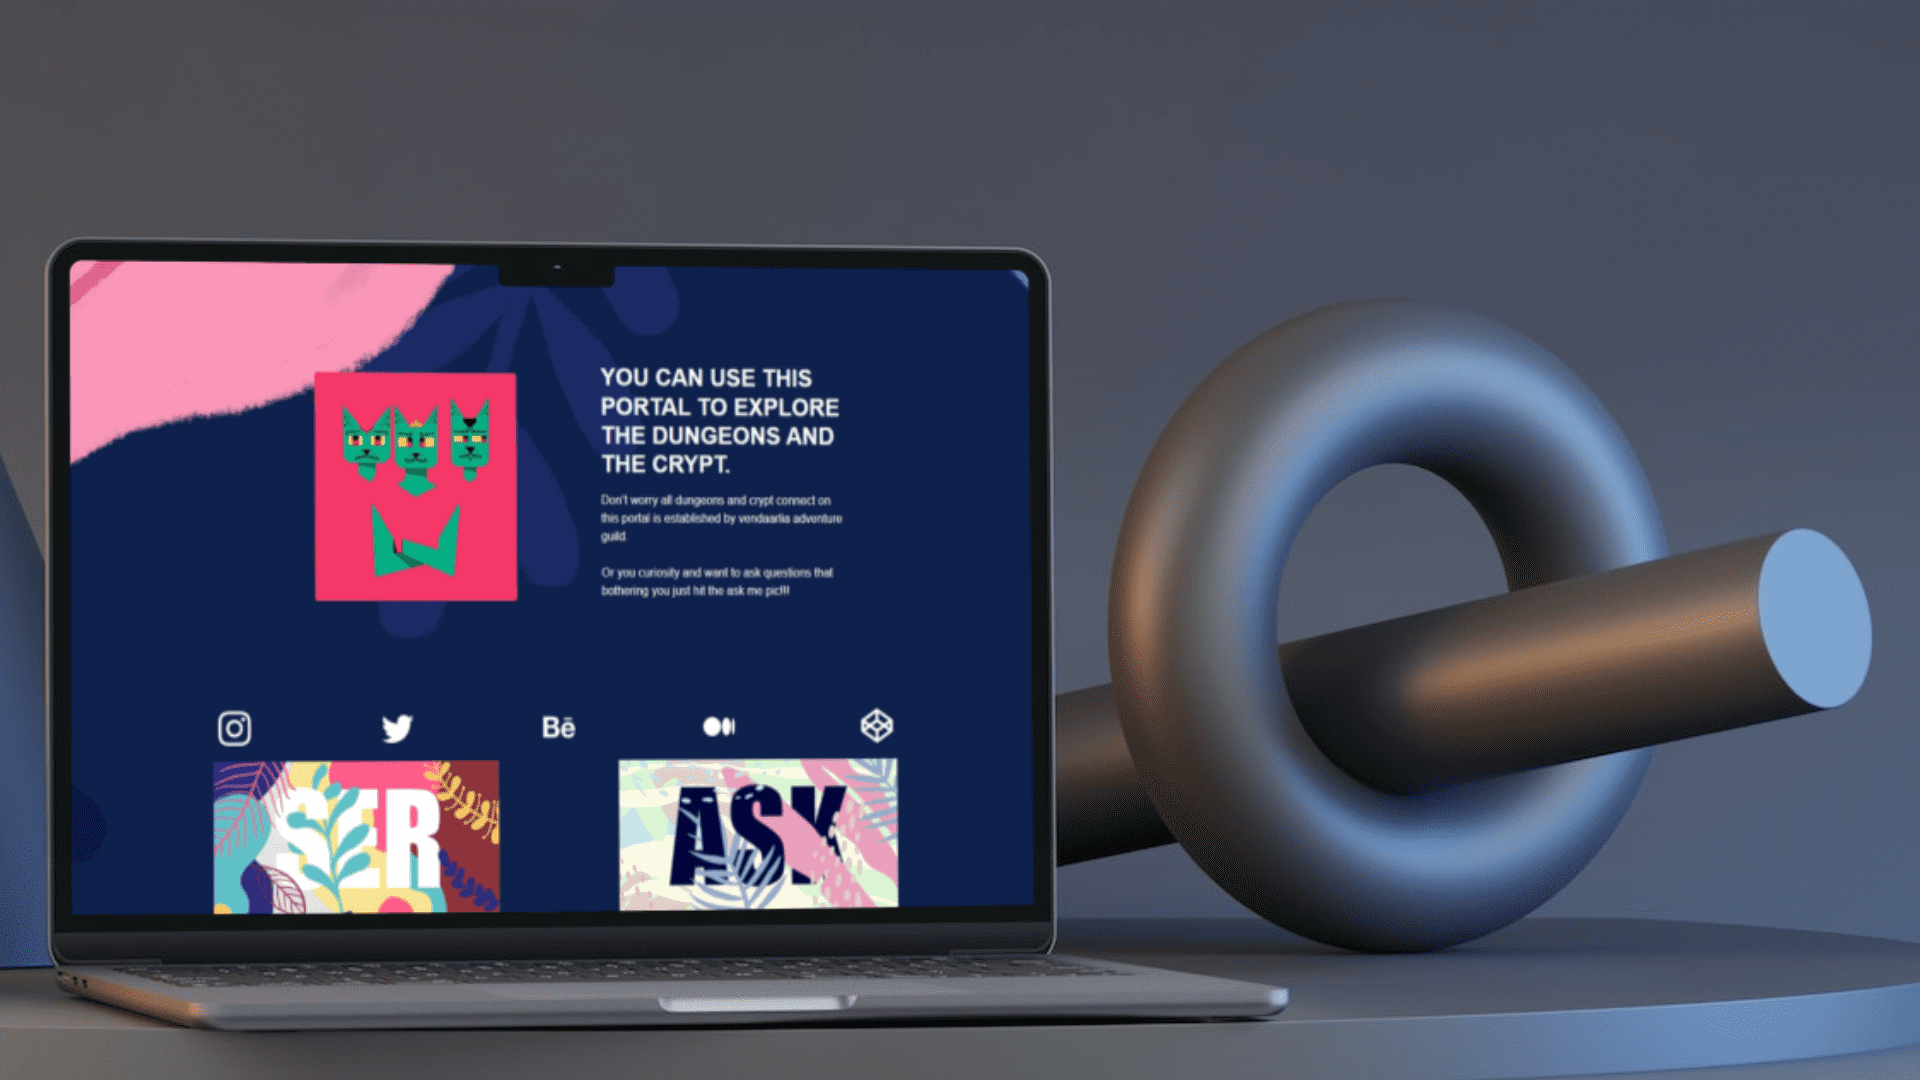 YOU CAN USE THIS
PORTAL TO EXPLORE
THE DUNGEONS AND
THE CRYPT.
Don't worry all dungeons and crypt connect on
this portal is established by vendaarlia adventure
guild.
Or you curiosity and want to ask questions that
bothering you just hit the ask me pic!!!
Bē
SER
ASK